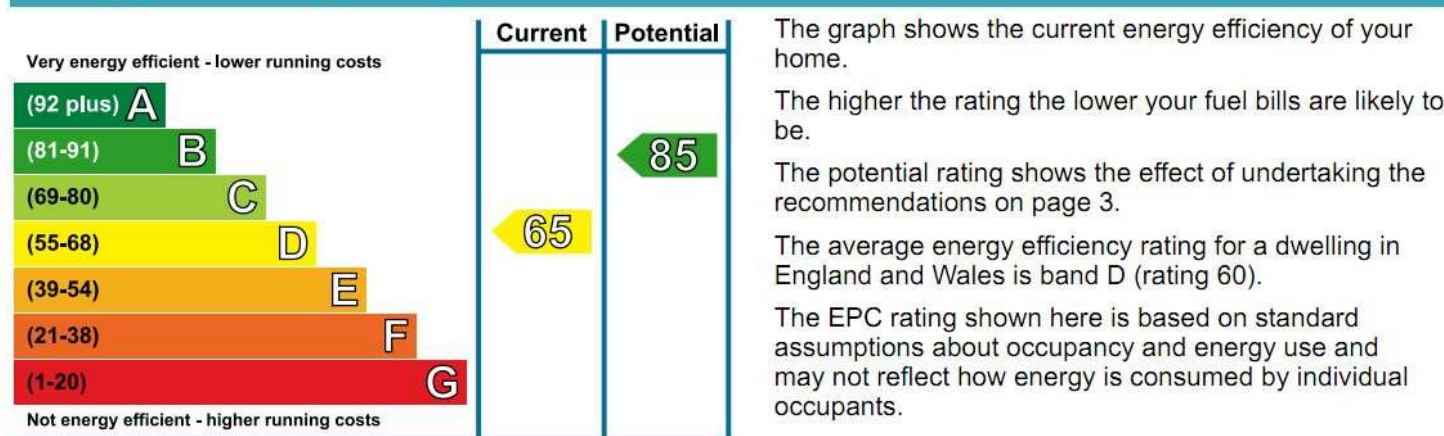 Current Potential
Very energy efficient - lower running costs
(92 plus) A
(81-91) B
85
(69-80) C
(55-68) D
65
(39-54) E
(21-38) F
(1-20) G
Not energy efficient - higher running costs
The graph shows the current energy efficiency of your
home.
The higher the rating the lower your fuel bills are likely to
be.
The potential rating shows the effect of undertaking the
recommendations on page 3.
The average energy efficiency rating for a dwelling in
England and Wales is band D (rating 60).
The EPC rating shown here is based on standard
assumptions about occupancy and energy use and
may not reflect how energy is consumed by individual
occupants.